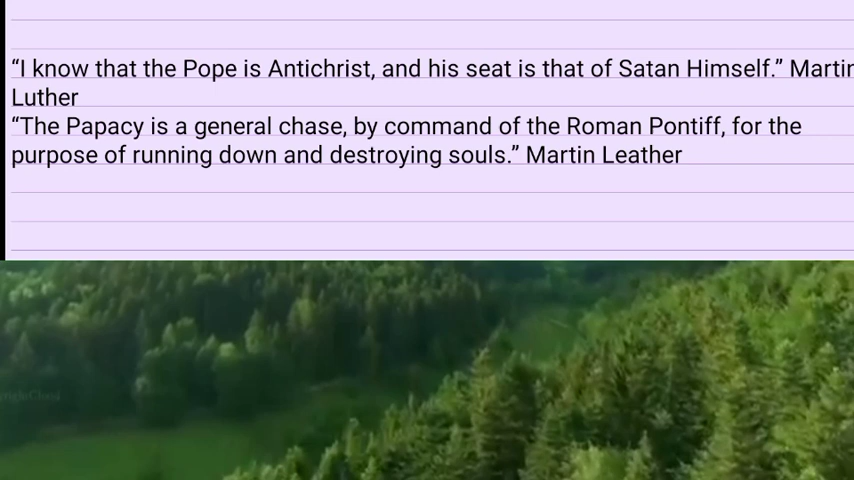 “I know that the Pope is Antichrist, and his seat is that of Satan Himself.” Martin
Luther
“The Papacy is a general chase, by command of the Roman Pontiff, for the
purpose of running down and destroying souls.” Martin Leather